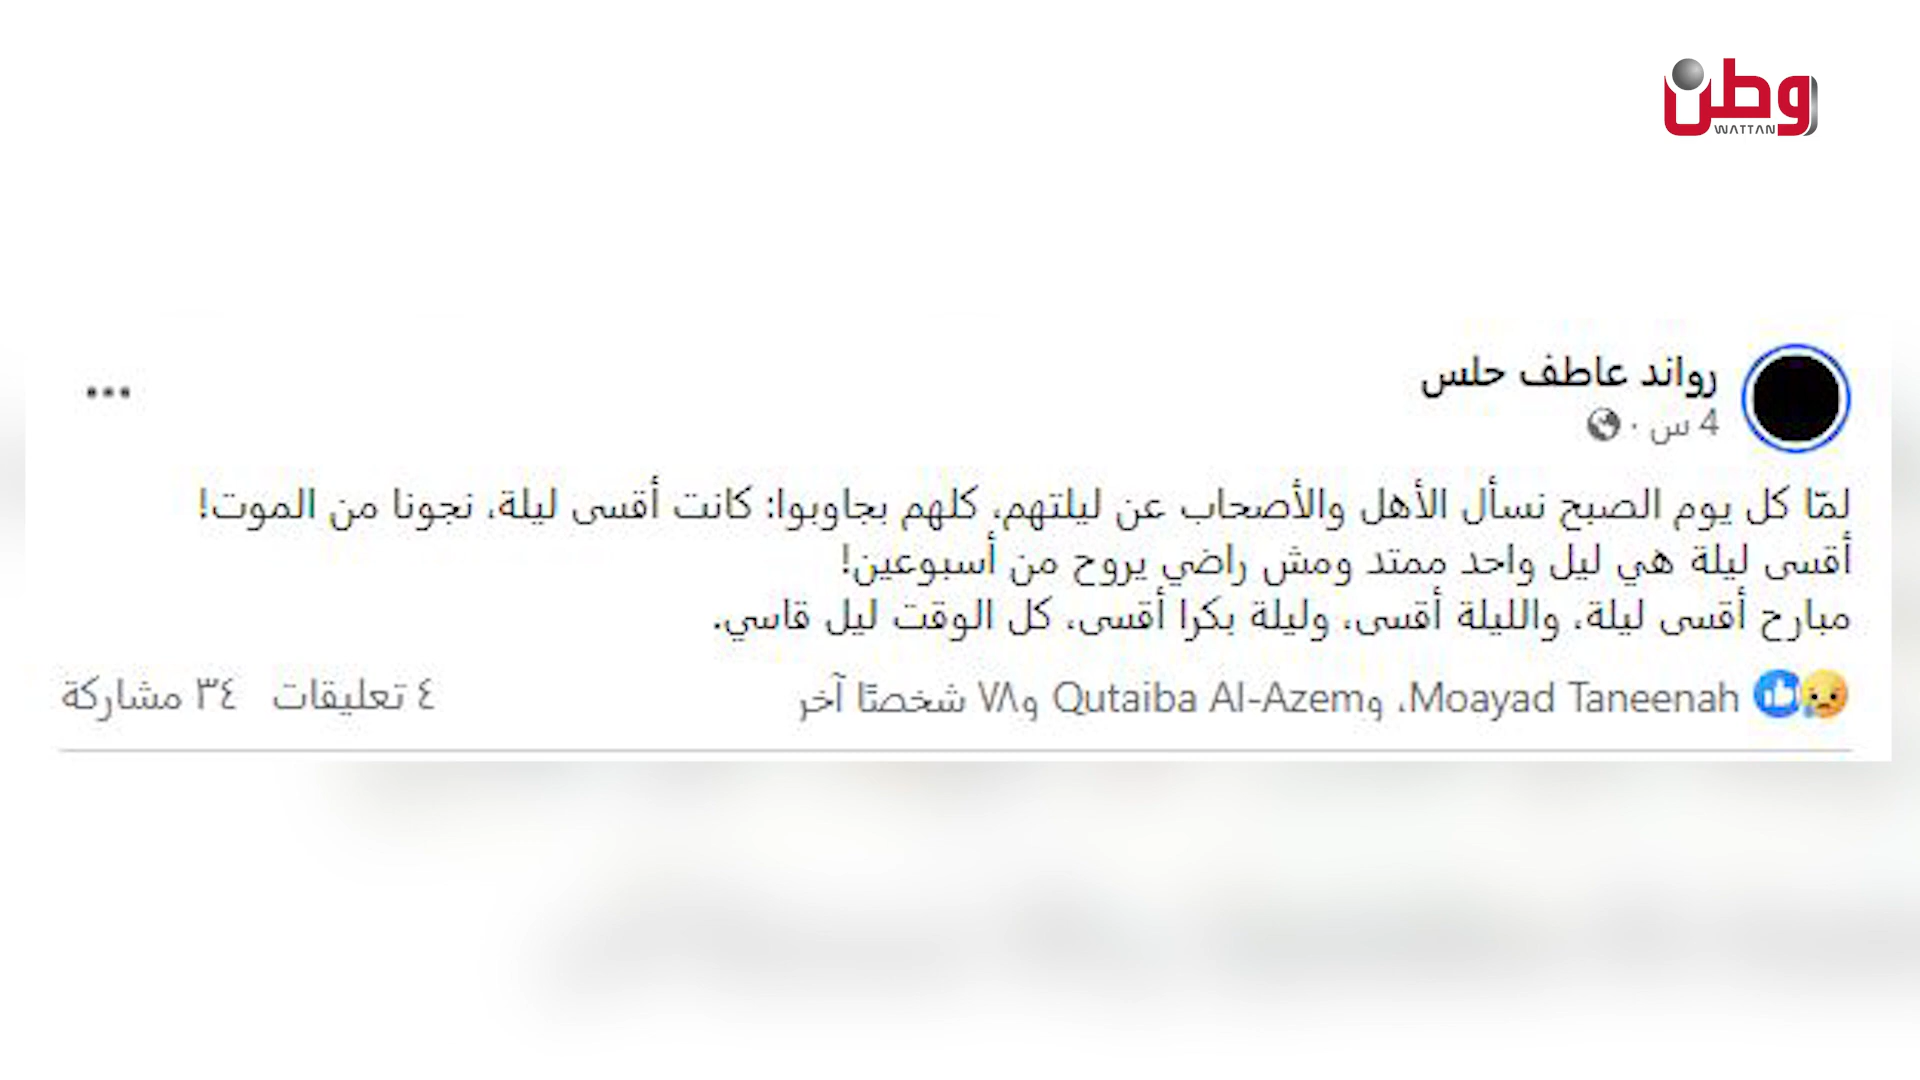 وطن
WATTAN
رواند عاطف حلس
4 س ·
لمّا كل يوم الصبح نسأل الأهل والأصحاب عن ليلتهم، كلهم بجاوبوا: كانت أقسى ليلة، نجونا من الموت!
أقسى ليلة هي ليل واحد ممتد ومش راضي يروح من أسبوعين!
مبارح أقسى ليلة، والليلة أقسى، وليلة بكرا أقسى، كل الوقت ليل قاسي.
Moayad Taneenah، وQutaiba Al-Azem و٧٨ شخصًا آخر
٤ تعليقات ٣٤ مشاركة